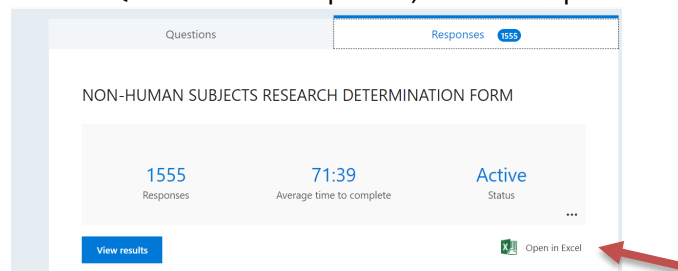 Questions
Responses 1555
NON-HUMAN SUBJECTS RESEARCH DETERMINATION FORM
1555
Responses
71:39
Average time to complete
Active
Status
...
View results
Open in Excel